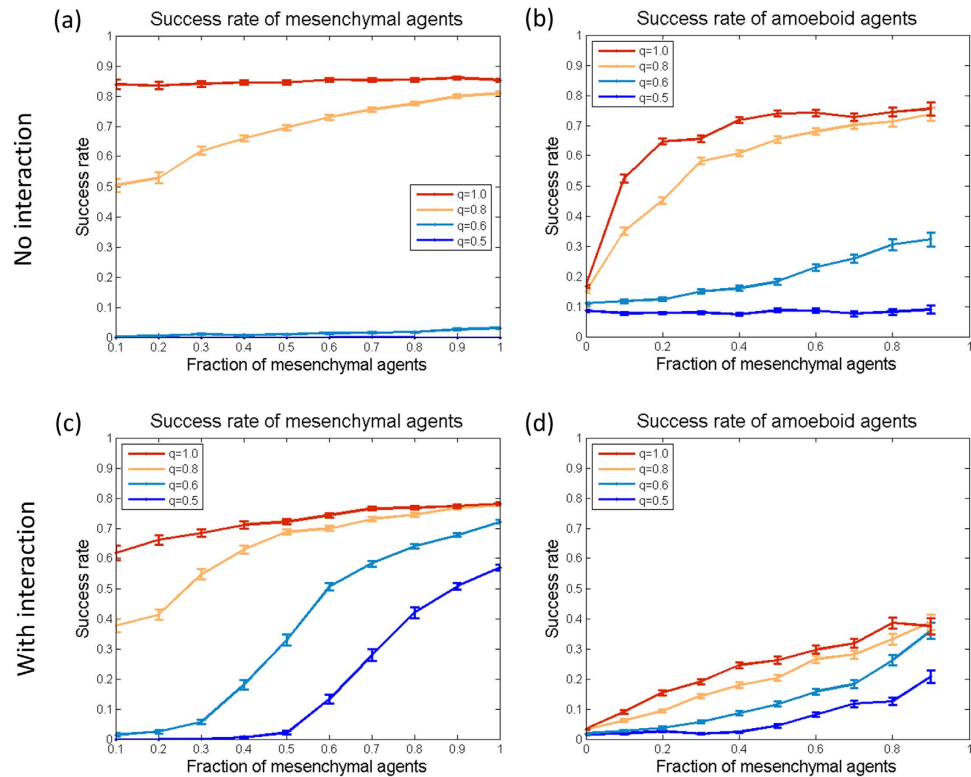 No interaction
(a)
Success rate of mesenchymal agents
Success rate
1
0.9
0.8
0.7
0.6
0.5
0.4
0.3
0.2
0.1
0
q=1.0
q=0.8
q=0.6
q=0.5
0.1 0.2 0.3 0.4 0.5 0.6 0.7 0.8 0.9 1
Fraction of mesenchymal agents
(b)
Success rate of amoeboid agents
Success rate
1
0.9
0.8
0.7
0.6
0.5
0.4
0.3
0.2
0.1
0
q=1.0
q=0.8
q=0.6
q=0.5
0 0.2 0.4 0.6 0.8 1
Fraction of mesenchymal agents
With interaction
(c)
Success rate of mesenchymal agents
Success rate
1
0.9
0.8
0.7
0.6
0.5
0.4
0.3
0.2
0.1
0
q=1.0
q=0.8
q=0.6
q=0.5
0.1 0.2 0.3 0.4 0.5 0.6 0.7 0.8 0.9 1
Fraction of mesenchymal agents
(d)
Success rate of amoeboid agents
Success rate
1
0.9
0.8
0.7
0.6
0.5
0.4
0.3
0.2
0.1
0
q=1.0
q=0.8
q=0.6
q=0.5
0 0.2 0.4 0.6 0.8 1
Fraction of mesenchymal agents